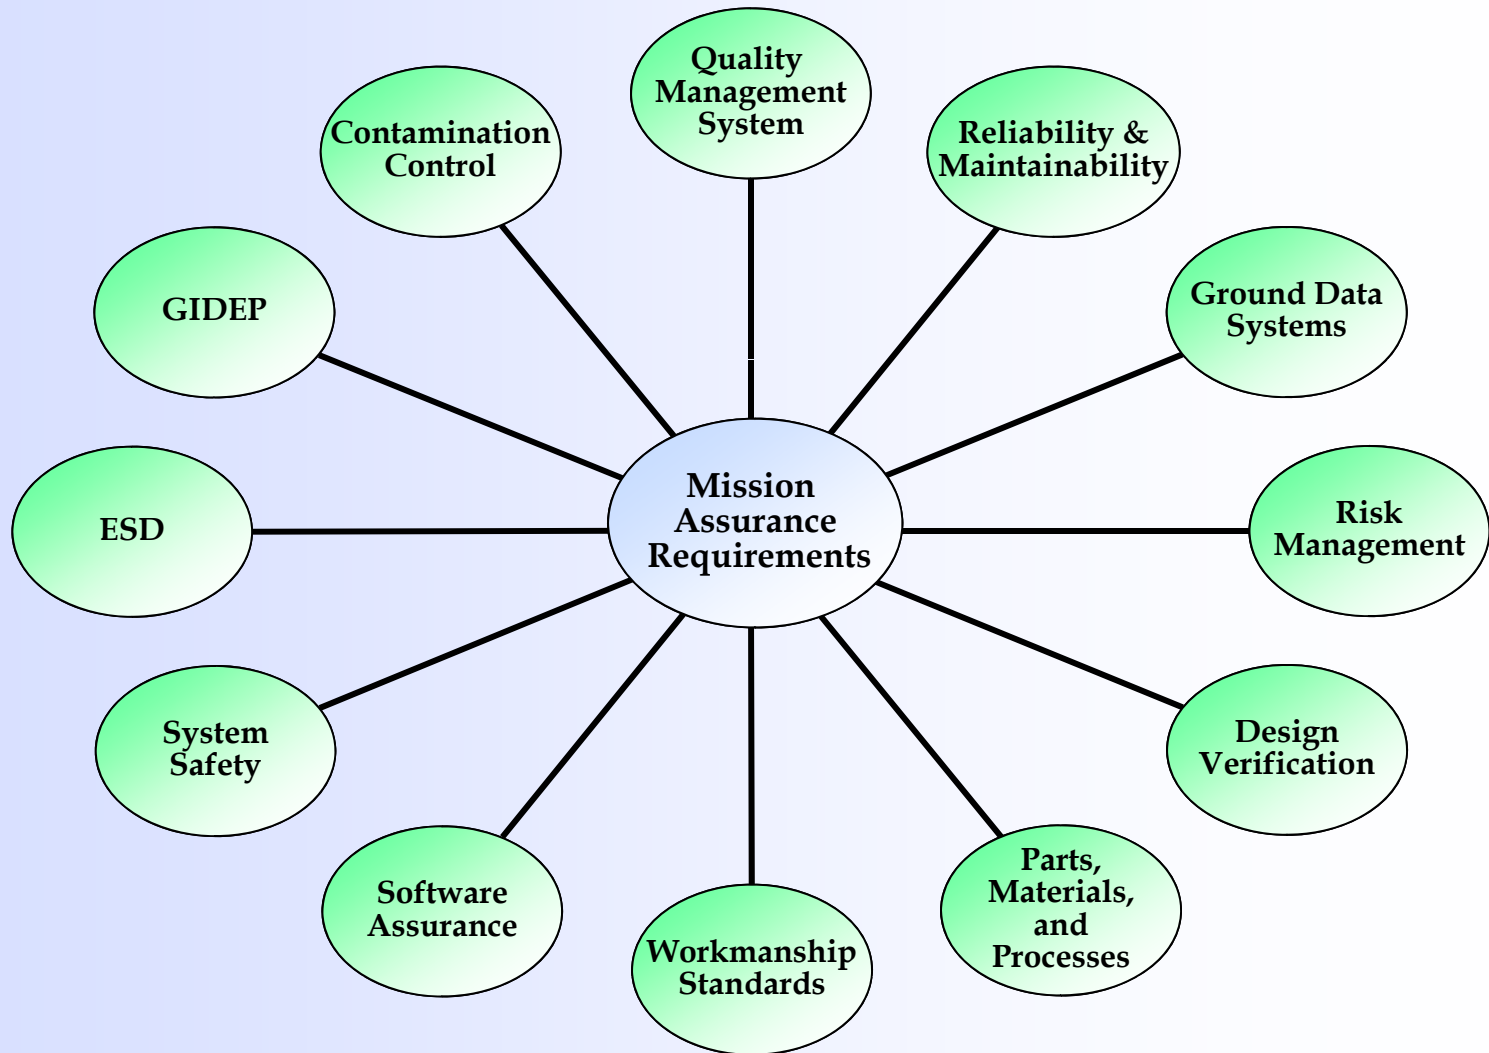 Quality
Management
System
Contamination
Control
Reliability &
Maintainability
GIDEP
Ground Data
Systems
Mission
Assurance
Requirements
ESD
Risk
Management
System
Safety
Design
Verification
Software
Assurance
Parts,
Materials,
and
Processes
Workmanship
Standards